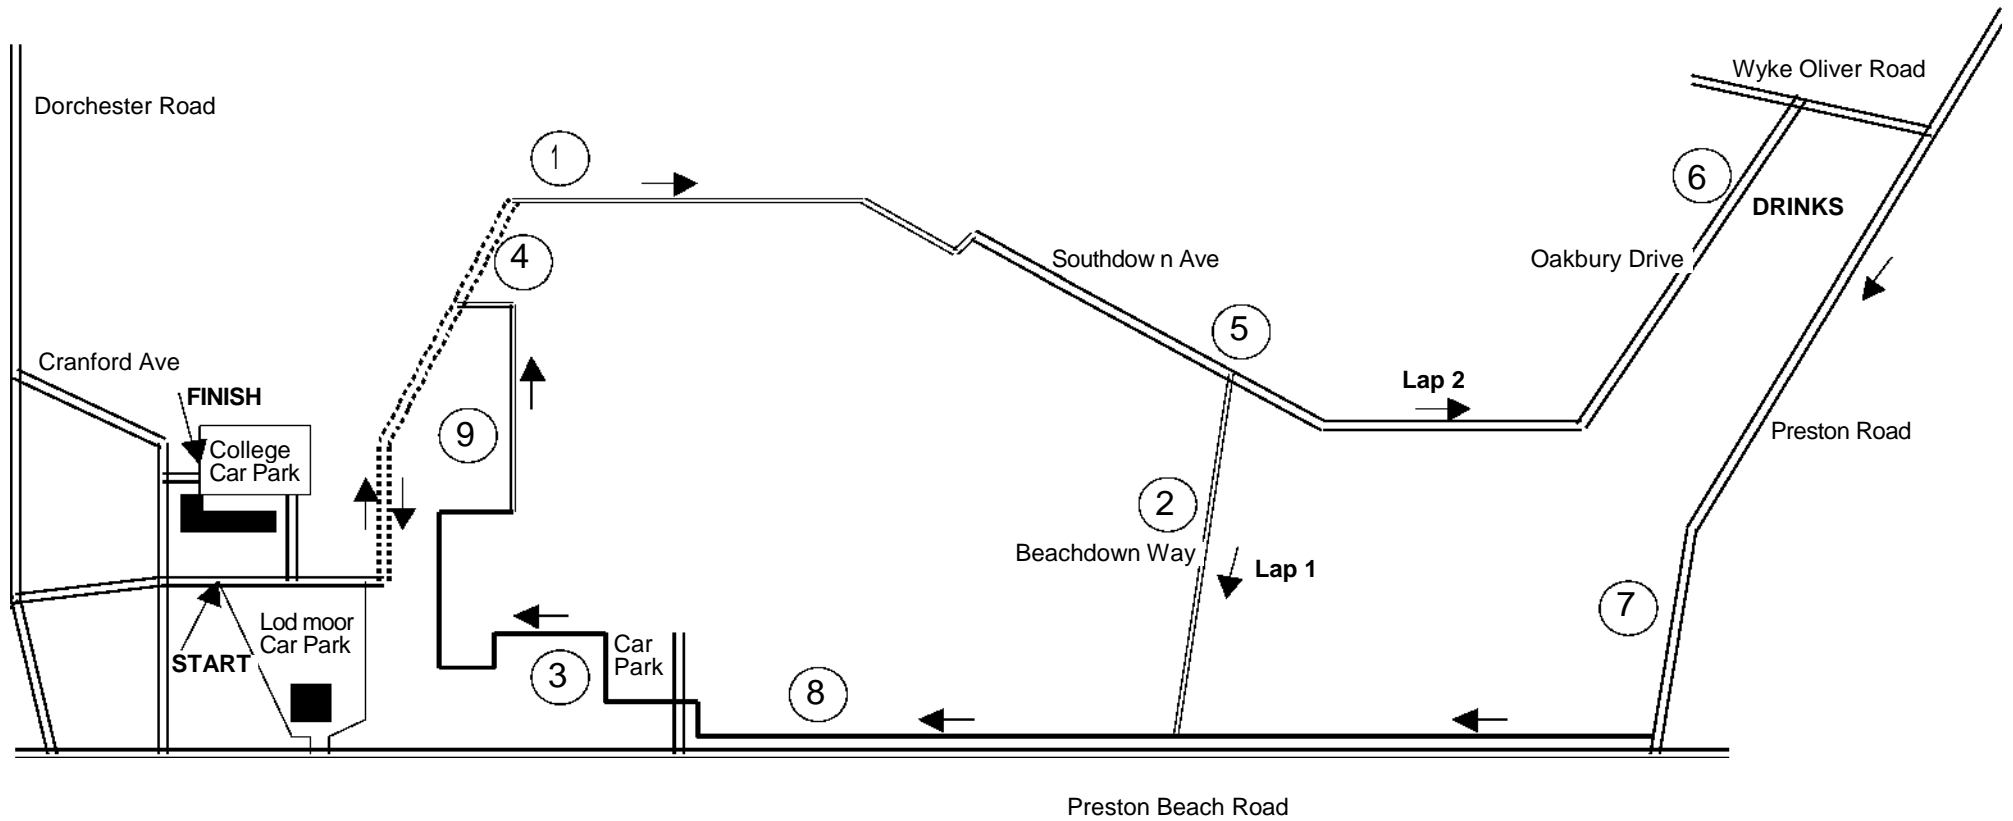 Wyke Oliver Road
Dorchester Road
1
6
DRINKS
4
Southdow n Ave
Oakbury Drive
5
Cranford Ave
FINISH
Lap 2
9
College
Car Park
Preston Road
2
Beachdown Way
Lap 1
7
Lod moor
Car Park
START
Car
Park
3
8
Preston Beach Road